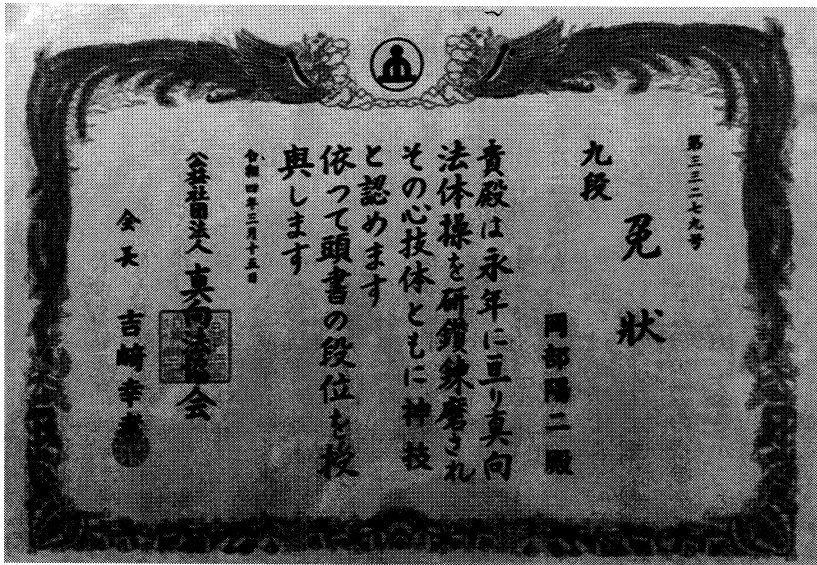 第三三二七九号
免状
九段
岡部陽二殿
貴殿は永年に亘り真向
法体操を研鑽錬磨され
その心技体ともに神技
と認めます
依つて頭書の段位を授
與します
令和四年三月十五日
公益社団法人 真向法協会
会長 吉崎幸